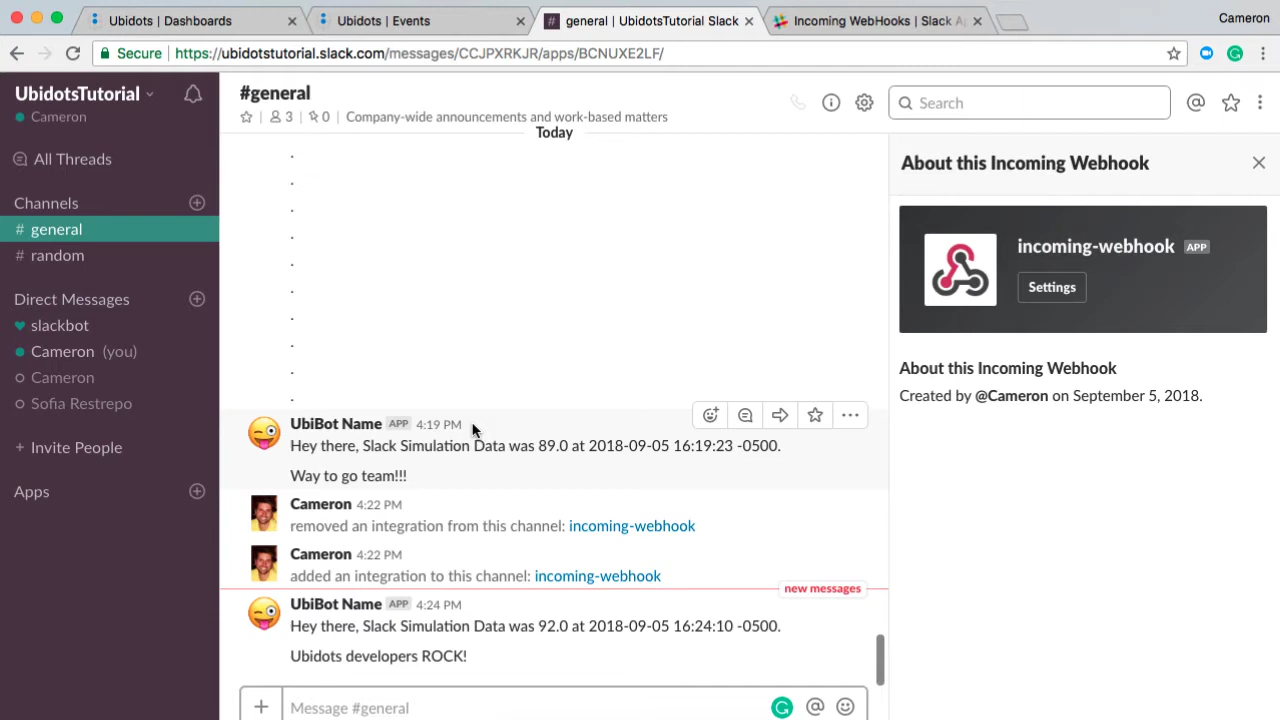 Ubidots | Dashboards
Ubidots | Events
general | UbidotsTutorial Slack
Incoming WebHooks | Slack Ap
Cameron
Secure
https://ubidotstutorial.slack.com/messages/CCJPXRKJR/apps/BCNUXE2LF/
UbidotsTutorial
Cameron
All Threads
Channels
# general
# random
Direct Messages
slackbot
Cameron (you)
Cameron
Sofia Restrepo
+ Invite People
Apps
#general
3 | 0 | Company-wide announcements and work-based matters
Search
Today
.
.
.
.
.
.
.
.
.
.
UbiBot Name APP 4:19 PM
Hey there, Slack Simulation Data was 89.0 at 2018-09-05 16:19:23 -0500.
Way to go team!!!
Cameron 4:22 PM
removed an integration from this channel: incoming-webhook
Cameron 4:22 PM
added an integration to this channel: incoming-webhook
new messages
UbiBot Name APP 4:24 PM
Hey there, Slack Simulation Data was 92.0 at 2018-09-05 16:24:10 -0500.
Ubidots developers ROCK!
Message #general
About this Incoming Webhook
incoming-webhook APP
Settings
About this Incoming Webhook
Created by @Cameron on September 5, 2018.